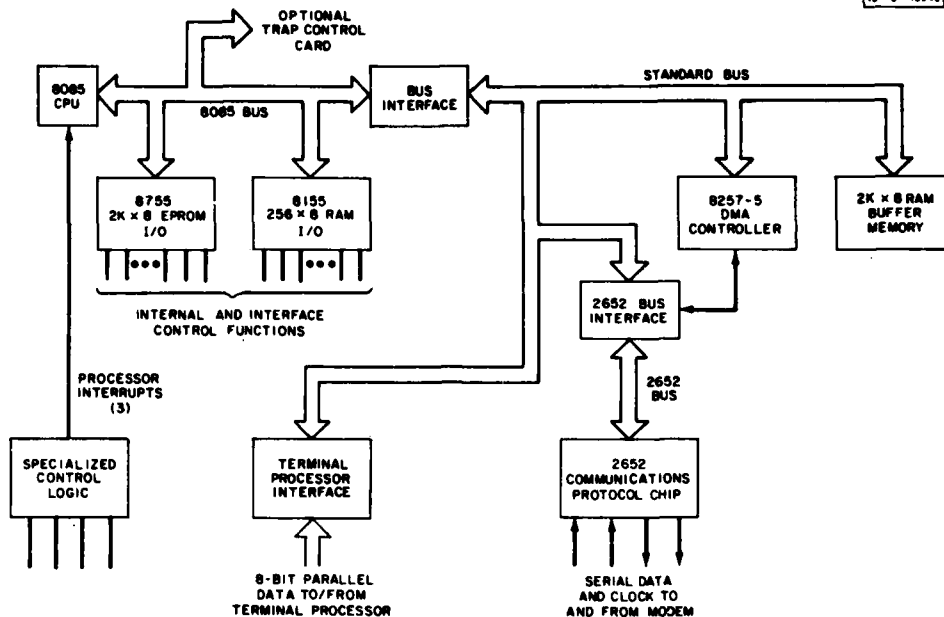 OPTIONAL
TRAP CONTROL
CARD
8085
CPU
8085 BUS
BUS
INTERFACE
STANDARD BUS
8755
2K × 8 EPROM
I/O
8155
256 × 8 RAM
I/O
8257-5
DMA
CONTROLLER
2K × 8 RAM
BUFFER
MEMORY
INTERNAL AND INTERFACE
CONTROL FUNCTIONS
2652 BUS
INTERFACE
PROCESSOR
INTERRUPTS
(3)
2652
BUS
SPECIALIZED
CONTROL
LOGIC
TERMINAL
PROCESSOR
INTERFACE
2652
COMMUNICATIONS
PROTOCOL CHIP
8-BIT PARALLEL
DATA TO/FROM
TERMINAL PROCESSOR
SERIAL DATA
AND CLOCK TO
AND FROM MODEM